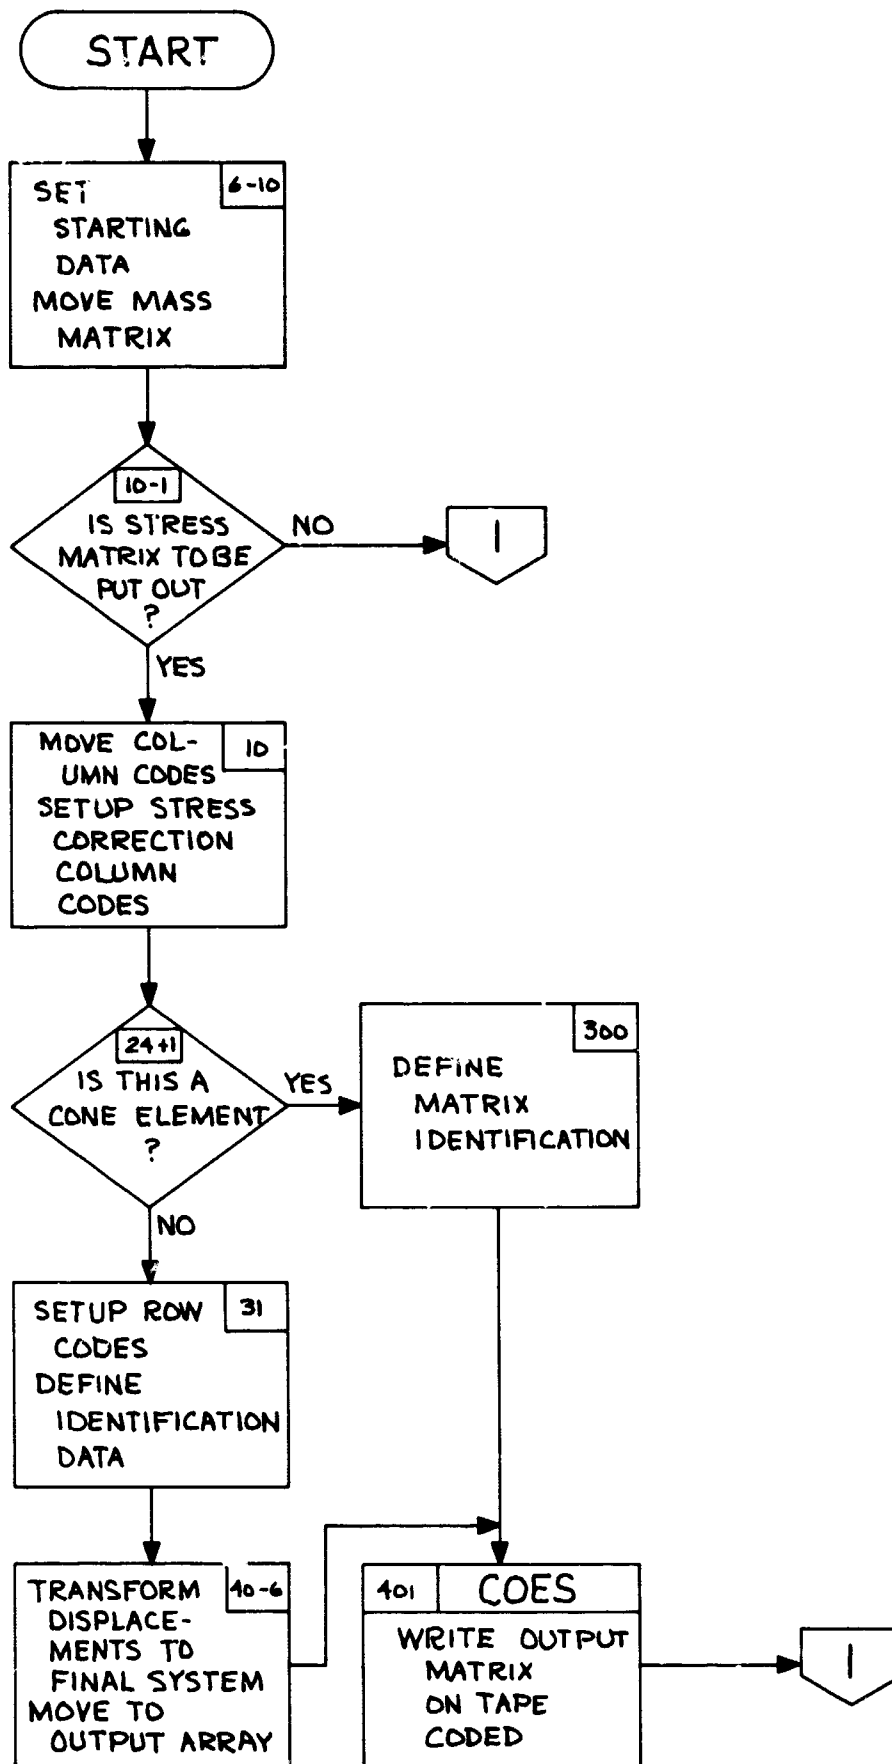 START
6-10
SET
STARTING
DATA
MOVE MASS
MATRIX
10-1
IS STRESS
MATRIX TO BE
PUT OUT
?
NO
1
YES
10
MOVE COL-
UMN CODES
SETUP STRESS
CORRECTION
COLUMN
CODES
24+1
IS THIS A
CONE ELEMENT
?
YES
300
DEFINE
MATRIX
IDENTIFICATION
NO
31
SETUP ROW
CODES
DEFINE
IDENTIFICATION
DATA
40-6
TRANSFORM
DISPLACE-
MENTS TO
FINAL SYSTEM
MOVE TO
OUTPUT ARRAY
401
COES
WRITE OUTPUT
MATRIX
ON TAPE
CODED
1